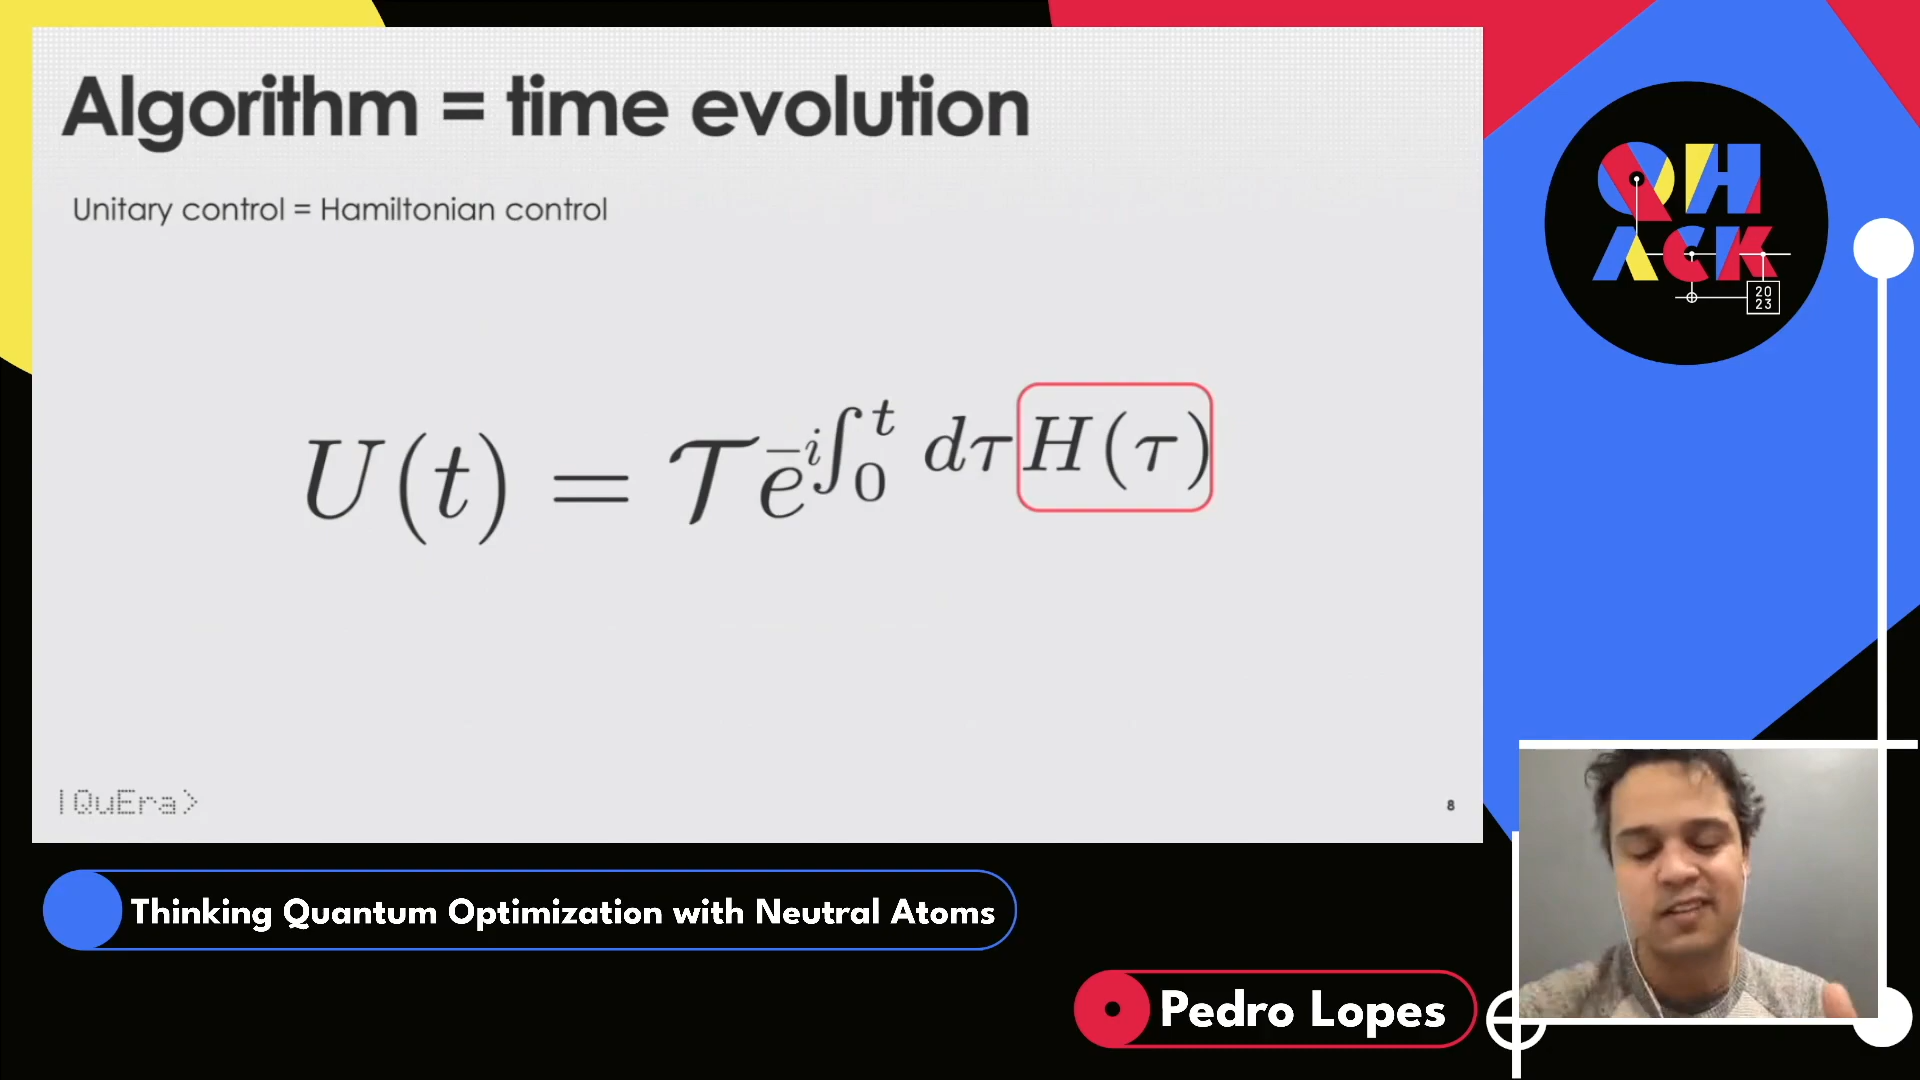 Algorithm = time evolution
Unitary control = Hamiltonian control
U(t) = 𝒯 e^{-i∫_0^t dτ H(τ)}
|QuEra>
8
QH
ACK
20
23
Thinking Quantum Optimization with Neutral Atoms
Pedro Lopes